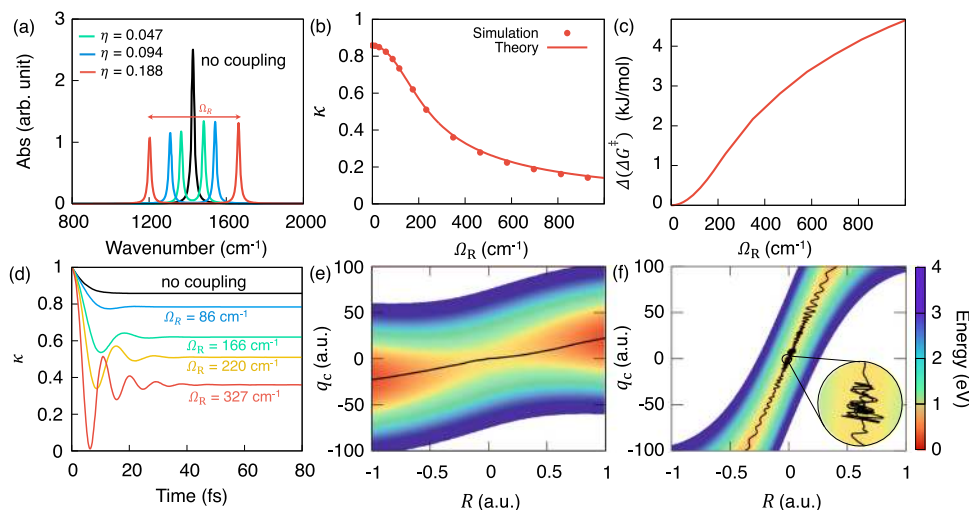 (a)
3
2
1
0
Abs (arb. unit)
η = 0.047
η = 0.094
η = 0.188
no coupling
Ω_R
800 1200 1600 2000
Wavenumber (cm⁻¹)
(b)
1
0.8
0.6
0.4
0.2
0
κ
Simulation
Theory
0 200 400 600 800
Ω_R (cm⁻¹)
(c)
4
3
2
1
0
Δ(ΔG‡) (kJ/mol)
0 200 400 600 800
Ω_R (cm⁻¹)
(d)
1
0.8
0.6
0.4
0.2
0
κ
no coupling
Ω_R = 86 cm⁻¹
Ω_R = 166 cm⁻¹
Ω_R = 220 cm⁻¹
Ω_R = 327 cm⁻¹
0 20 40 60 80
Time (fs)
(e)
100
50
0
-50
-100
q_c (a.u.)
-1 -0.5 0 0.5 1
R (a.u.)
(f)
100
50
0
-50
-100
q_c (a.u.)
-1 -0.5 0 0.5 1
R (a.u.)
4
3
2
1
0
Energy (eV)